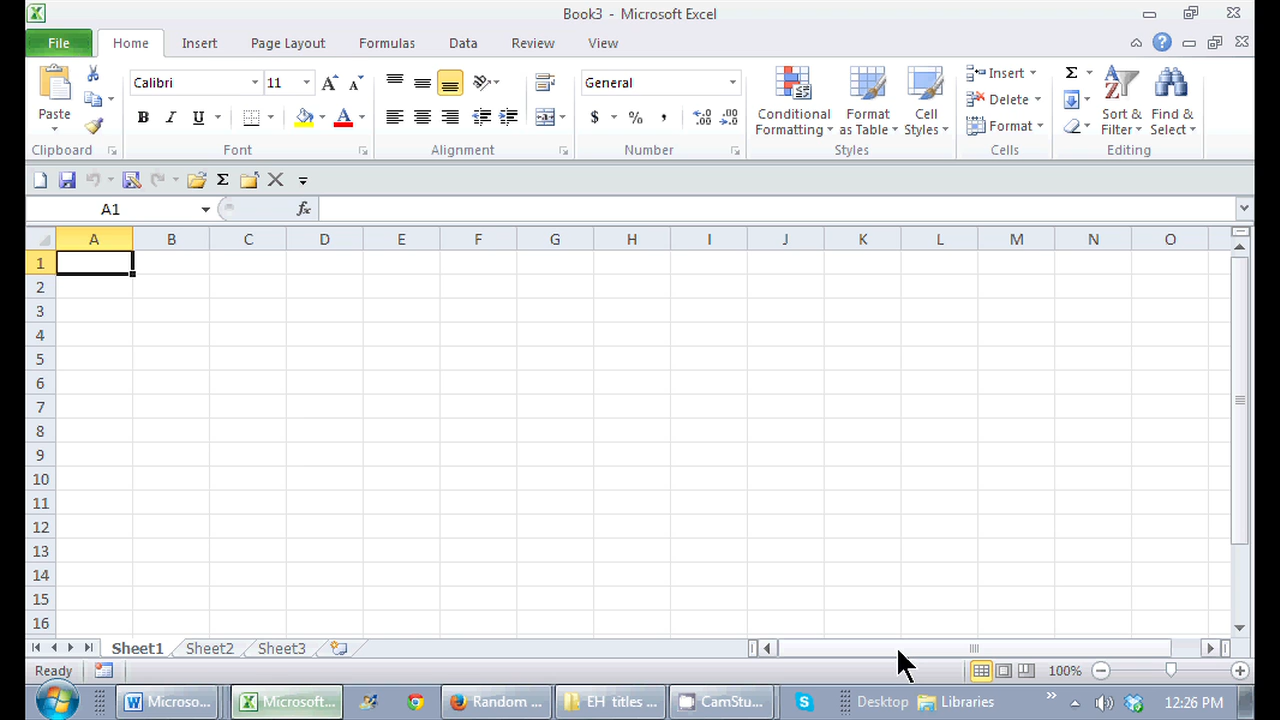 Book3 - Microsoft Excel
File Home Insert Page Layout Formulas Data Review View
Calibri 11 General Insert Σ
Paste B I U A $ % , Conditional Formatting Format as Table Cell Styles Delete Sort & Filter Find & Select
Format
Clipboard Font Alignment Number Styles Cells Editing
Σ
A1 fx
A B C D E F G H I J K L M N O
1
2
3
4
5
6
7
8
9
10
11
12
13
14
15
16
Sheet1 Sheet2 Sheet3
Ready 100%
Microso... Microsoft... Random ... EH titles ... CamStu... Desktop Libraries 12:26 PM